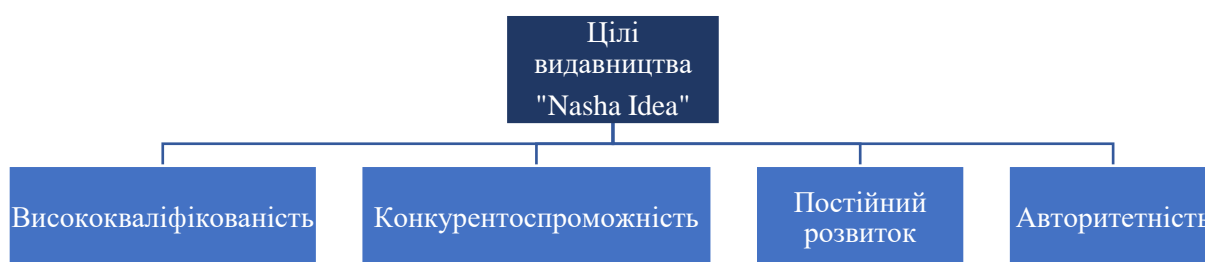 Цілі
видавництва
"Nasha Idea"
Висококваліфікованість
Конкурентоспроможність
Постійний
розвиток
Авторитетність